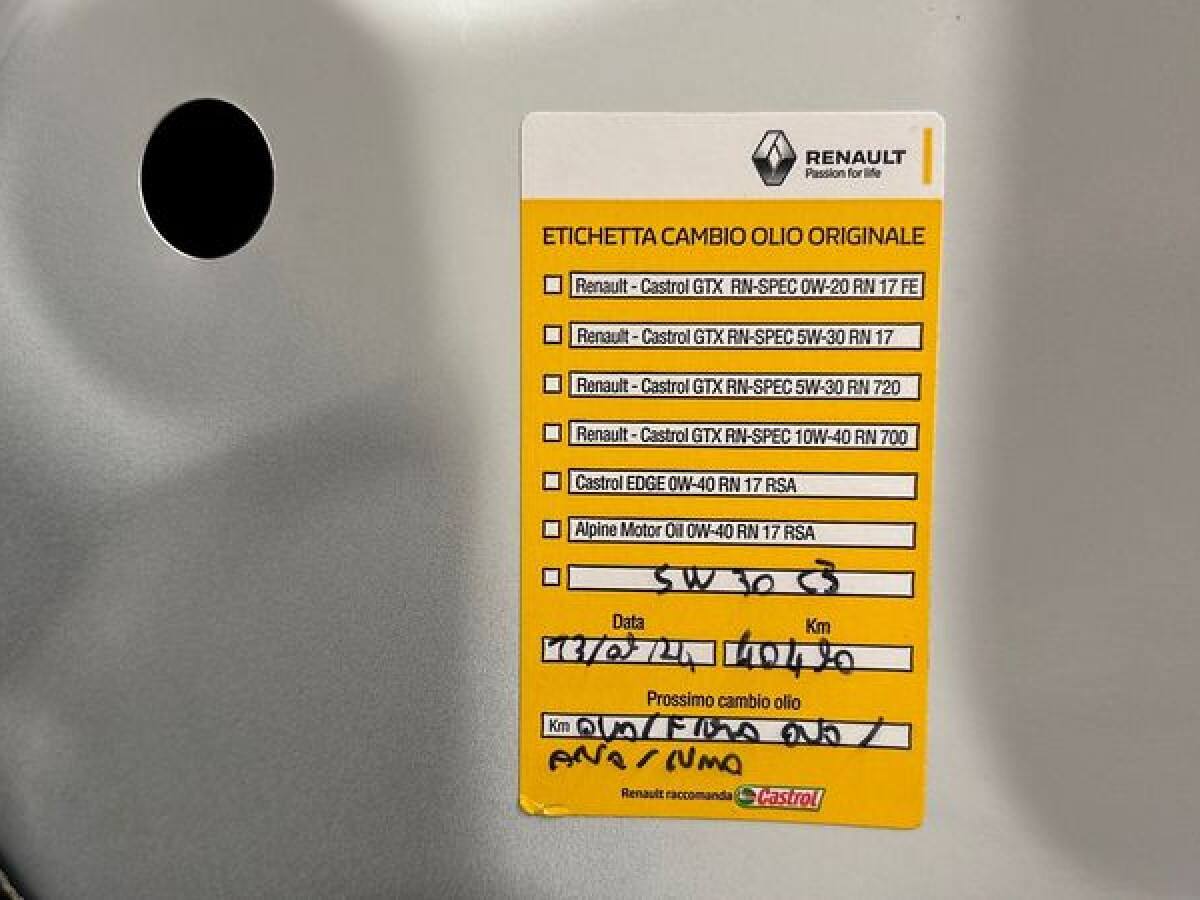 RENAULT
Passion for life
ETICHETTA CAMBIO OLIO ORIGINALE
Renault - Castrol GTX RN-SPEC 0W-20 RN 17 FE
Renault - Castrol GTX RN-SPEC 5W-30 RN 17
Renault - Castrol GTX RN-SPEC 5W-30 RN 720
Renault - Castrol GTX RN-SPEC 10W-40 RN 700
Castrol EDGE 0W-40 RN 17 RSA
Alpine Motor Oil 0W-40 RN 17 RSA
5W 30 C3
Data Km
Prossimo cambio olio
Km
Renault raccomanda Castrol